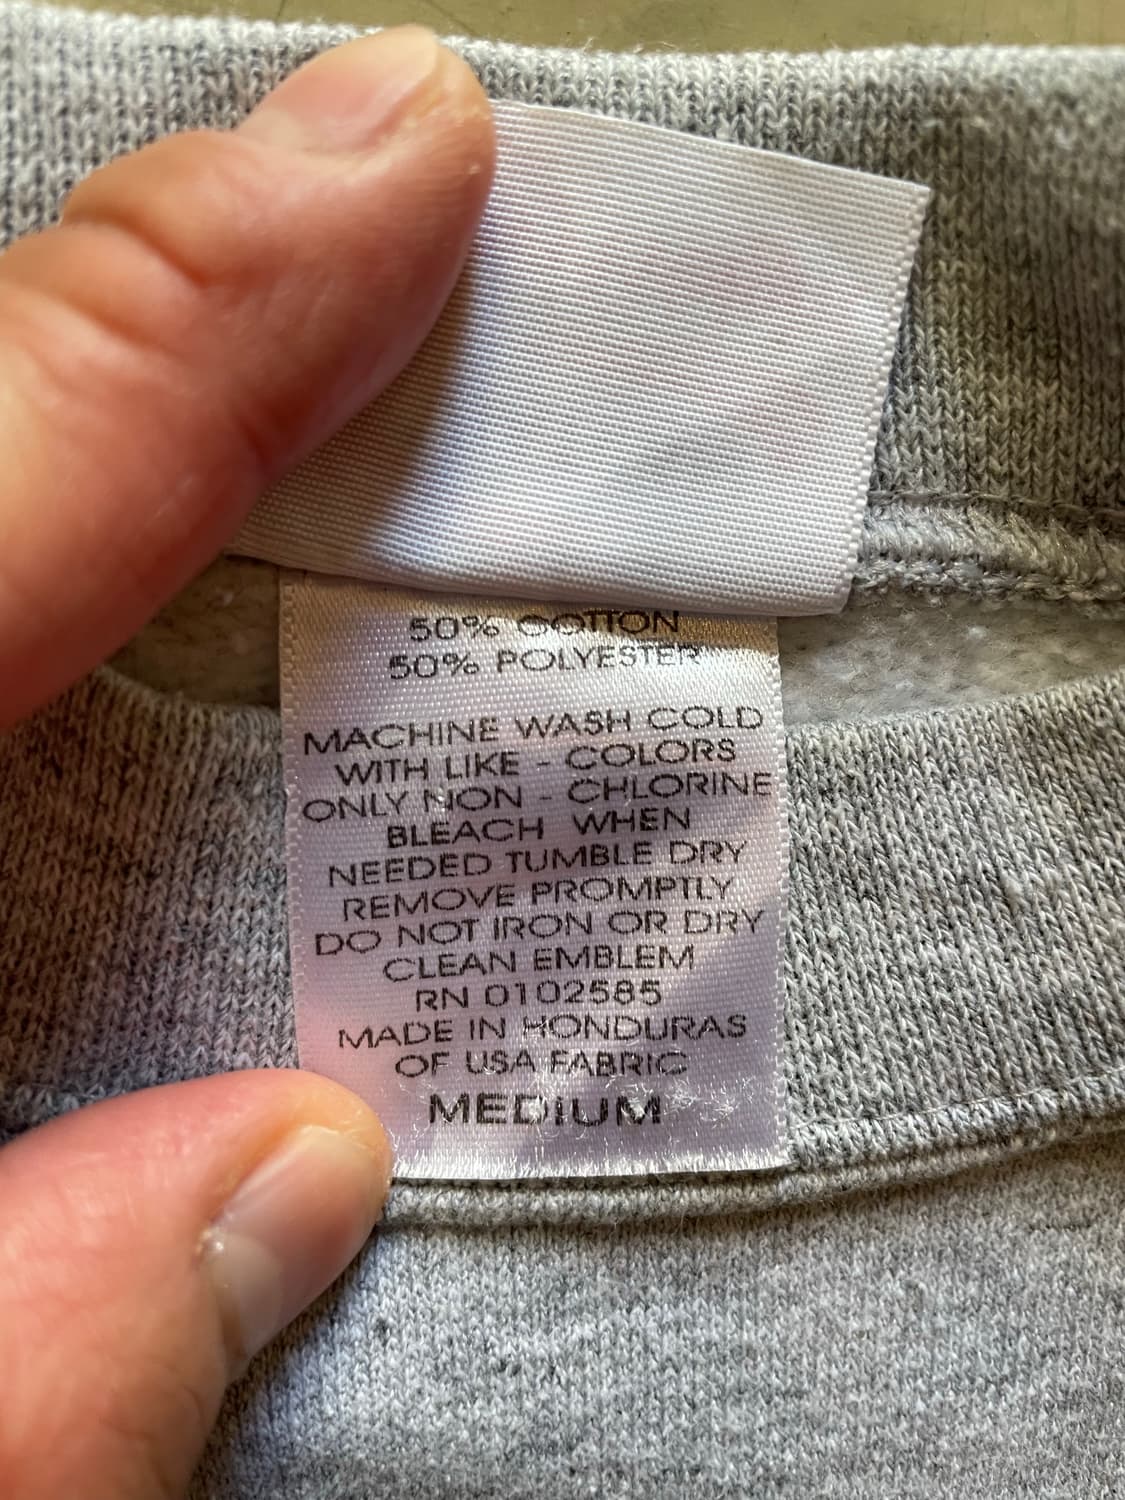 50% COTTON
50% POLYESTER
MACHINE WASH COLD
WITH LIKE - COLORS
ONLY NON - CHLORINE
BLEACH WHEN
NEEDED TUMBLE DRY
REMOVE PROMPTLY
DO NOT IRON OR DRY
CLEAN EMBLEM
RN 0102585
MADE IN HONDURAS
OF USA FABRIC
MEDIUM